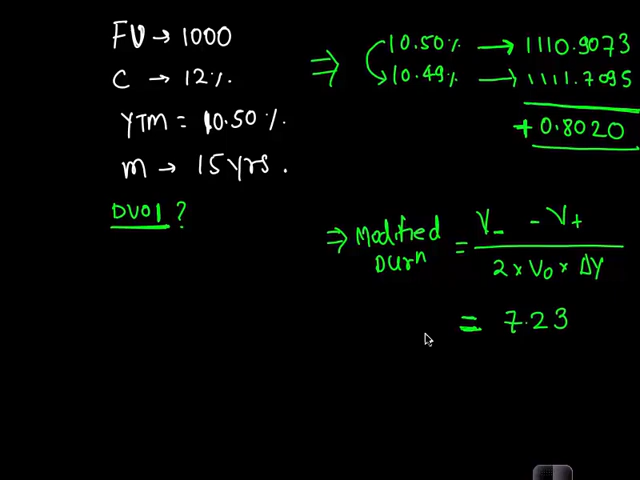 FV → 1000
C → 12%.
YTM = 10.50%.
m → 15 yrs.
DV01 ?
⇒ 10.50% → 1110.9073
10.49% → 1111.7095
+ 0.8020
⇒ Modified Durn = V_ - V+ / 2 × V0 × ΔY
= 7.23